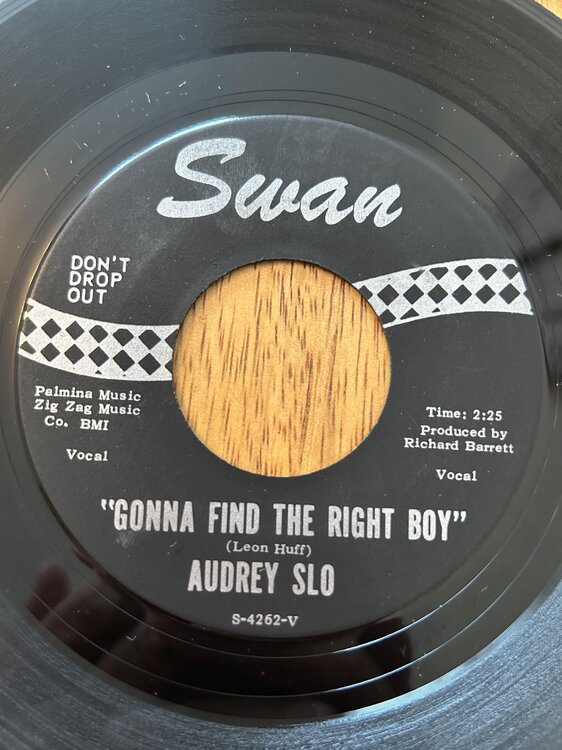 Swan
DON'T
DROP
OUT
Palmina Music
Zig Zag Music
Co. BMI
Vocal
Time: 2:25
Produced by
Richard Barrett
Vocal
"GONNA FIND THE RIGHT BOY"
(Leon Huff)
AUDREY SLO
S-4262-V